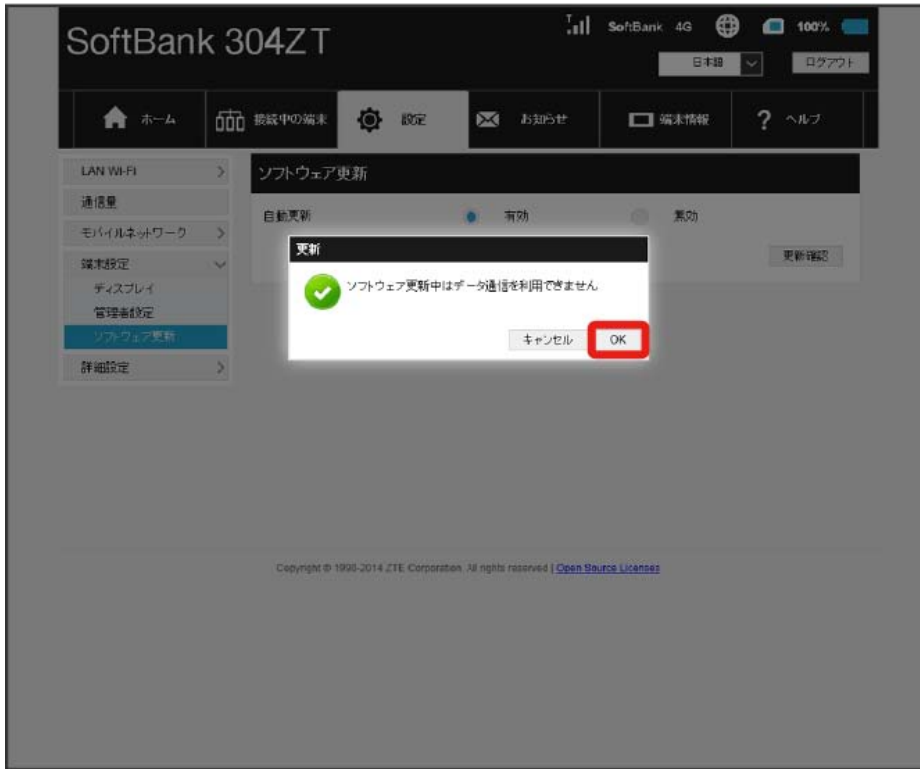 SoftBank 304ZT
SoftBank 4G 100%
日本語 ログアウト
ホーム 接続中の端末 設定 お知らせ 端末情報 ? ヘルプ
LAN Wi-Fi
通信量
モバイルネットワーク
端末設定
ディスプレイ
管理者設定
ソフトウェア更新
詳細設定
ソフトウェア更新
自動更新 有効 無効
更新確認
更新
ソフトウェア更新中はデータ通信を利用できません
キャンセル OK
Copyright © 1998-2014 ZTE Corporation. All rights reserved | Open Source Licenses